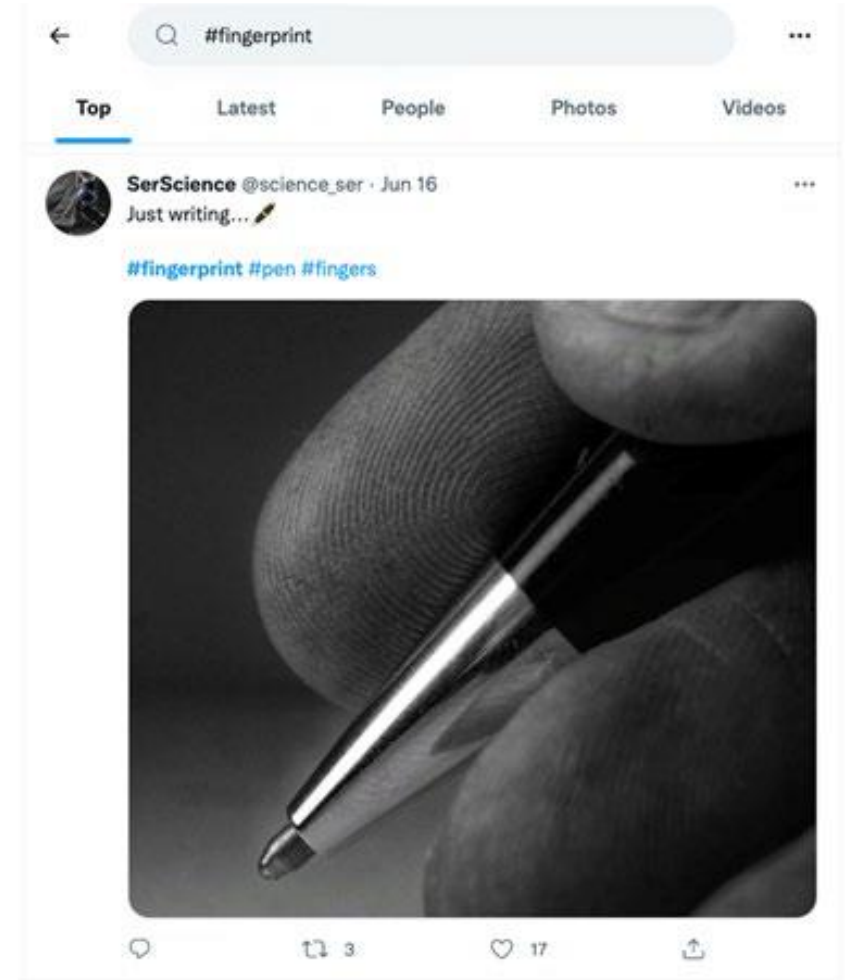 #fingerprint
Top Latest People Photos Videos
SerScience @science_ser · Jun 16
Just writing... 
#fingerprint #pen #fingers
3 17